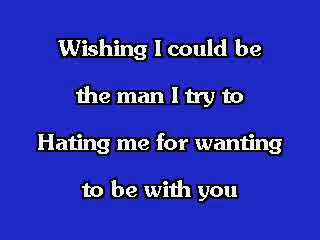 Wishing I could be
the man I try to
Hating me for wanting
to be with you